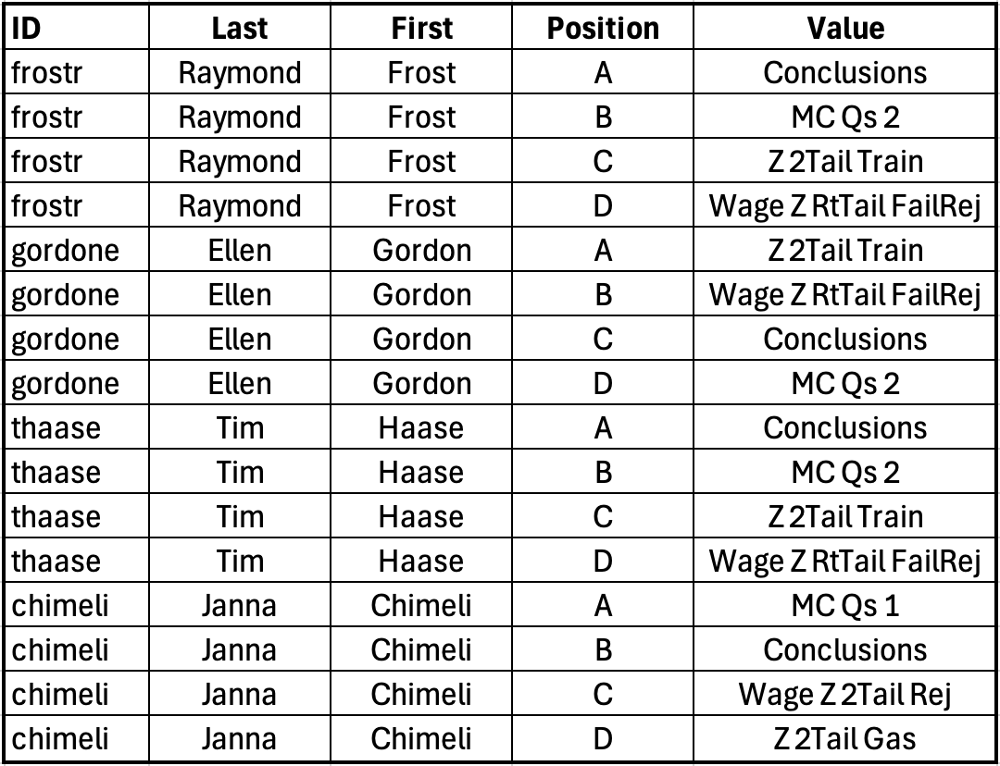 ID Last First Position Value
frostr Raymond Frost A Conclusions
frostr Raymond Frost B MC Qs 2
frostr Raymond Frost C Z 2Tail Train
frostr Raymond Frost D Wage Z RtTail FailRej
gordone Ellen Gordon A Z 2Tail Train
gordone Ellen Gordon B Wage Z RtTail FailRej
gordone Ellen Gordon C Conclusions
gordone Ellen Gordon D MC Qs 2
thaase Tim Haase A Conclusions
thaase Tim Haase B MC Qs 2
thaase Tim Haase C Z 2Tail Train
thaase Tim Haase D Wage Z RtTail FailRej
chimeli Janna Chimeli A MC Qs 1
chimeli Janna Chimeli B Conclusions
chimeli Janna Chimeli C Wage Z 2Tail Rej
chimeli Janna Chimeli D Z 2Tail Gas